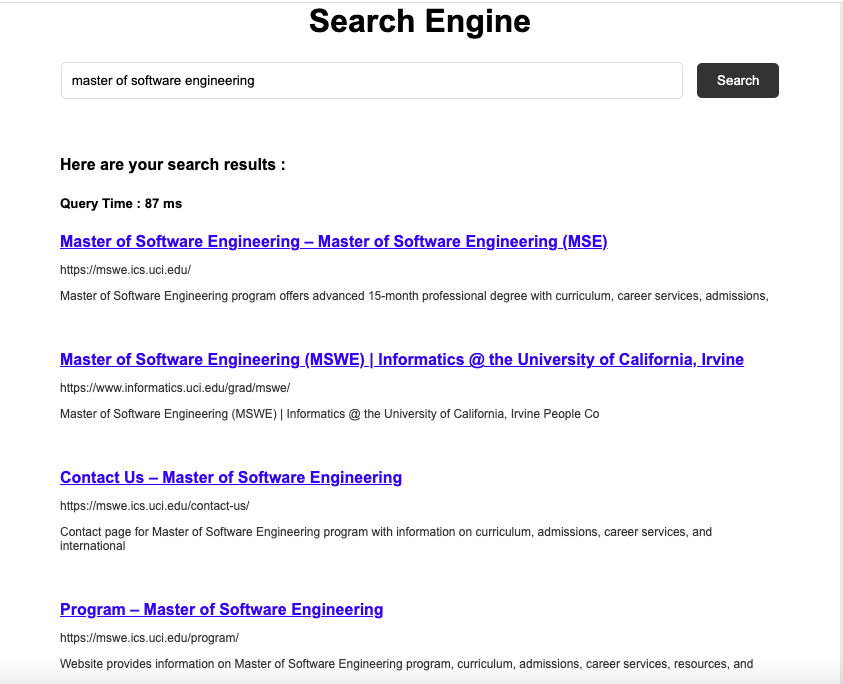 Search Engine
master of software engineering
Search
Here are your search results :
Query Time : 87 ms
Master of Software Engineering – Master of Software Engineering (MSE)
https://mswe.ics.uci.edu/
Master of Software Engineering program offers advanced 15-month professional degree with curriculum, career services, admissions,
Master of Software Engineering (MSWE) | Informatics @ the University of California, Irvine
https://www.informatics.uci.edu/grad/mswe/
Master of Software Engineering (MSWE) | Informatics @ the University of California, Irvine People Co
Contact Us – Master of Software Engineering
https://mswe.ics.uci.edu/contact-us/
Contact page for Master of Software Engineering program with information on curriculum, admissions, career services, and
international
Program – Master of Software Engineering
https://mswe.ics.uci.edu/program/
Website provides information on Master of Software Engineering program, curriculum, admissions, career services, resources, and